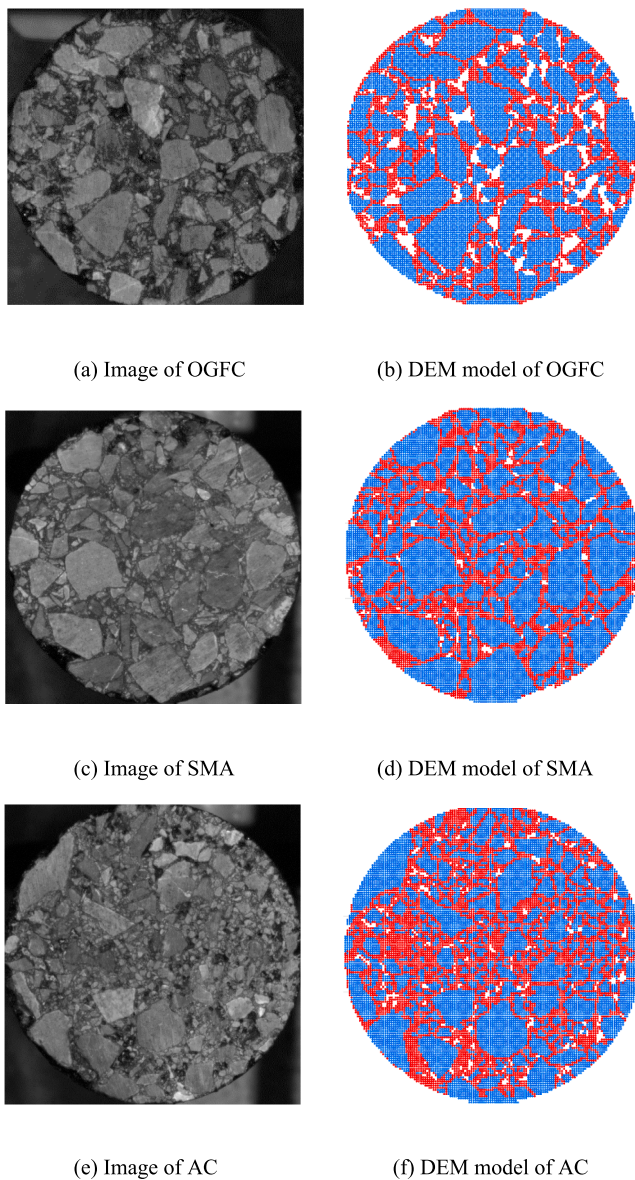 (a) Image of OGFC
(b) DEM model of OGFC
(c) Image of SMA
(d) DEM model of SMA
(e) Image of AC
(f) DEM model of AC